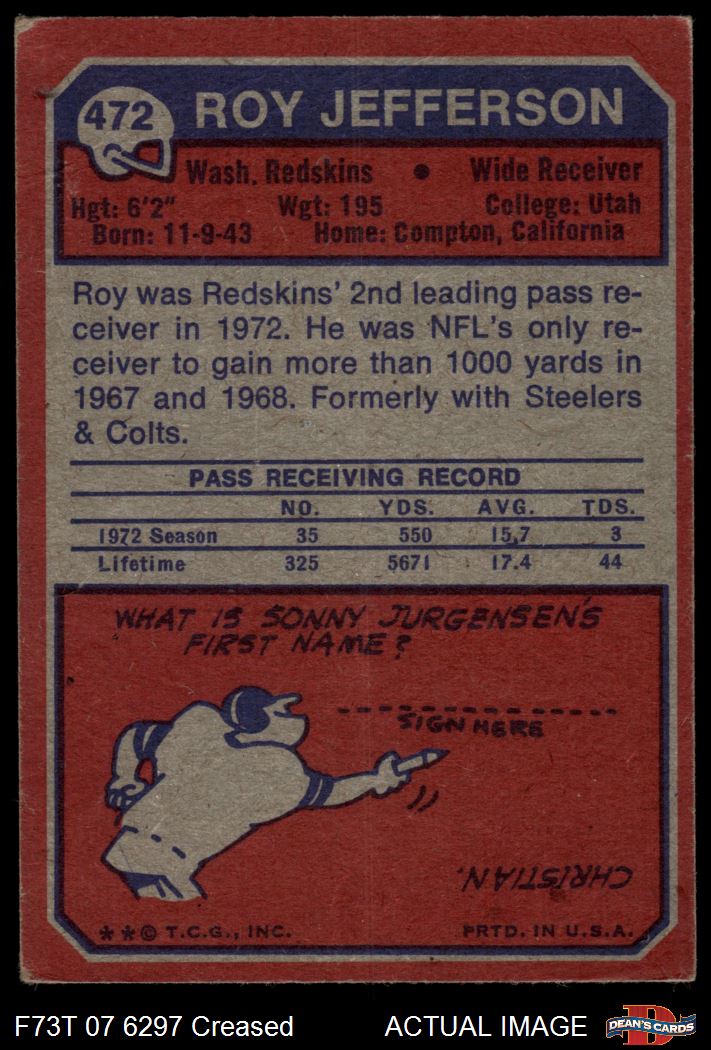 472 ROY JEFFERSON
Wash. Redskins • Wide Receiver
Hgt: 6'2" Wgt: 195 College: Utah
Born: 11-9-43 Home: Compton, California
Roy was Redskins' 2nd leading pass re-
ceiver in 1972. He was NFL's only re-
ceiver to gain more than 1000 yards in
1967 and 1968. Formerly with Steelers
& Colts.
PASS RECEIVING RECORD
NO. YDS. AVG. TDS.
1972 Season 35 550 15.7 3
Lifetime 325 5671 17.4 44
WHAT IS SONNY JURGENSEN'S
FIRST NAME?
SIGN HERE
CHRISTIAN.
**© T.C.G., INC. PRTD. IN U.S.A.
F73T 07 6297 Creased ACTUAL IMAGE
D
DEAN'S CARDS